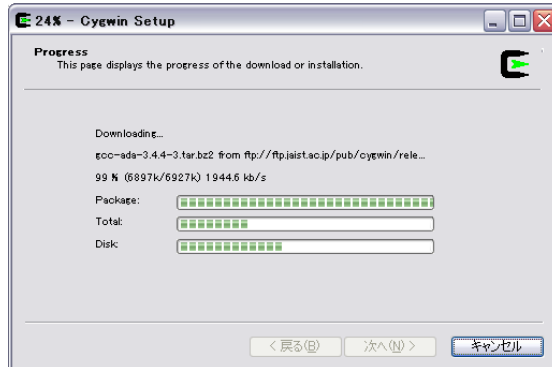 24% - Cygwin Setup
Progress
This page displays the progress of the download or installation.
Downloading...
gcc-ada-3.4.4-3.tar.bz2 from ftp://ftp.jaist.ac.jp/pub/cygwin/rele...
99 % (6897k/6927k) 1944.6 kb/s
Package:
Total:
Disk:
< 戻る(B)
次へ(N) >
キャンセル